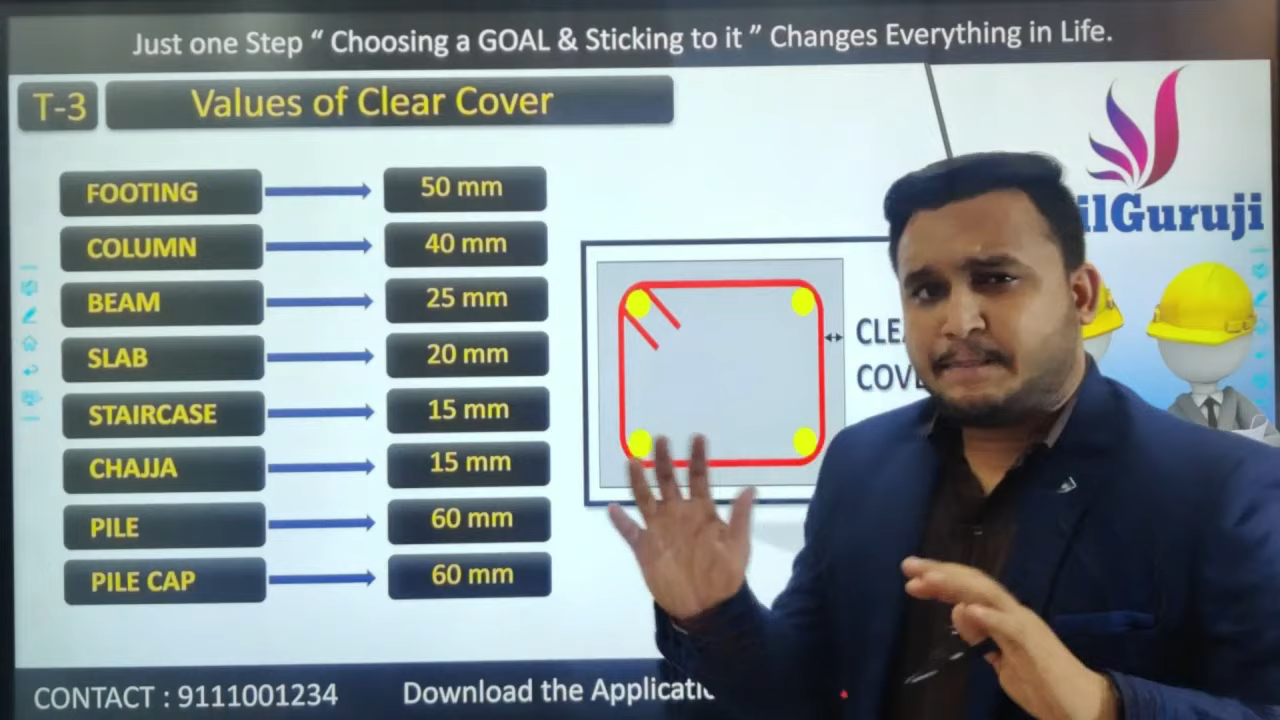 Just one Step “ Choosing a GOAL & Sticking to it ” Changes Everything in Life.
T-3 Values of Clear Cover
FOOTING 50 mm
COLUMN 40 mm
BEAM 25 mm
SLAB 20 mm
STAIRCASE 15 mm
CHAJJA 15 mm
PILE 60 mm
PILE CAP 60 mm
ilGuruji
CONTACT : 9111001234 Download the